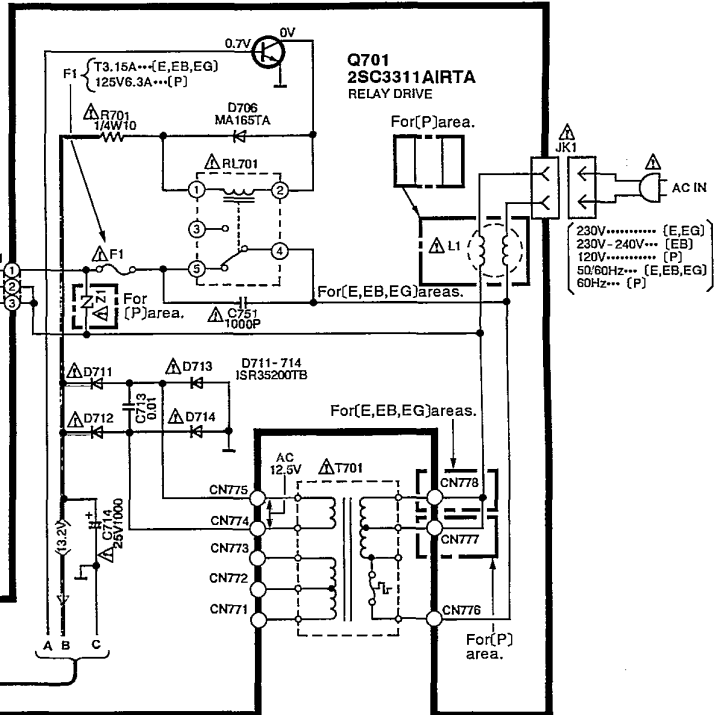 0V
0.7V
Q701
2SC3311AIRTA
RELAY DRIVE
F1 { T3.15A···(E,EB,EG)
125V6.3A···(P)
R701
1/4W10
D706
MA165TA
For(P)area.
JK1
RL701
AC IN
1
2
3
4
5
L1
230V·········· (E,EG)
230V-240V··· (EB)
120V············ (P)
50/60Hz··· (E,EB,EG)
60Hz··· (P)
F1
1
2
3
Z1
For
(P)area.
For(E,EB,EG)areas.
C751
1000P
D711
D713
D711-714
ISR35200TB
C713
0.01
D712
D714
For(E,EB,EG)areas.
AC
12.5V
T701
CN775
CN778
CN774
CN777
CN773
CN772
CN771
CN776
13.2V
+
C714
25V1000
For(P)
area.
A B C